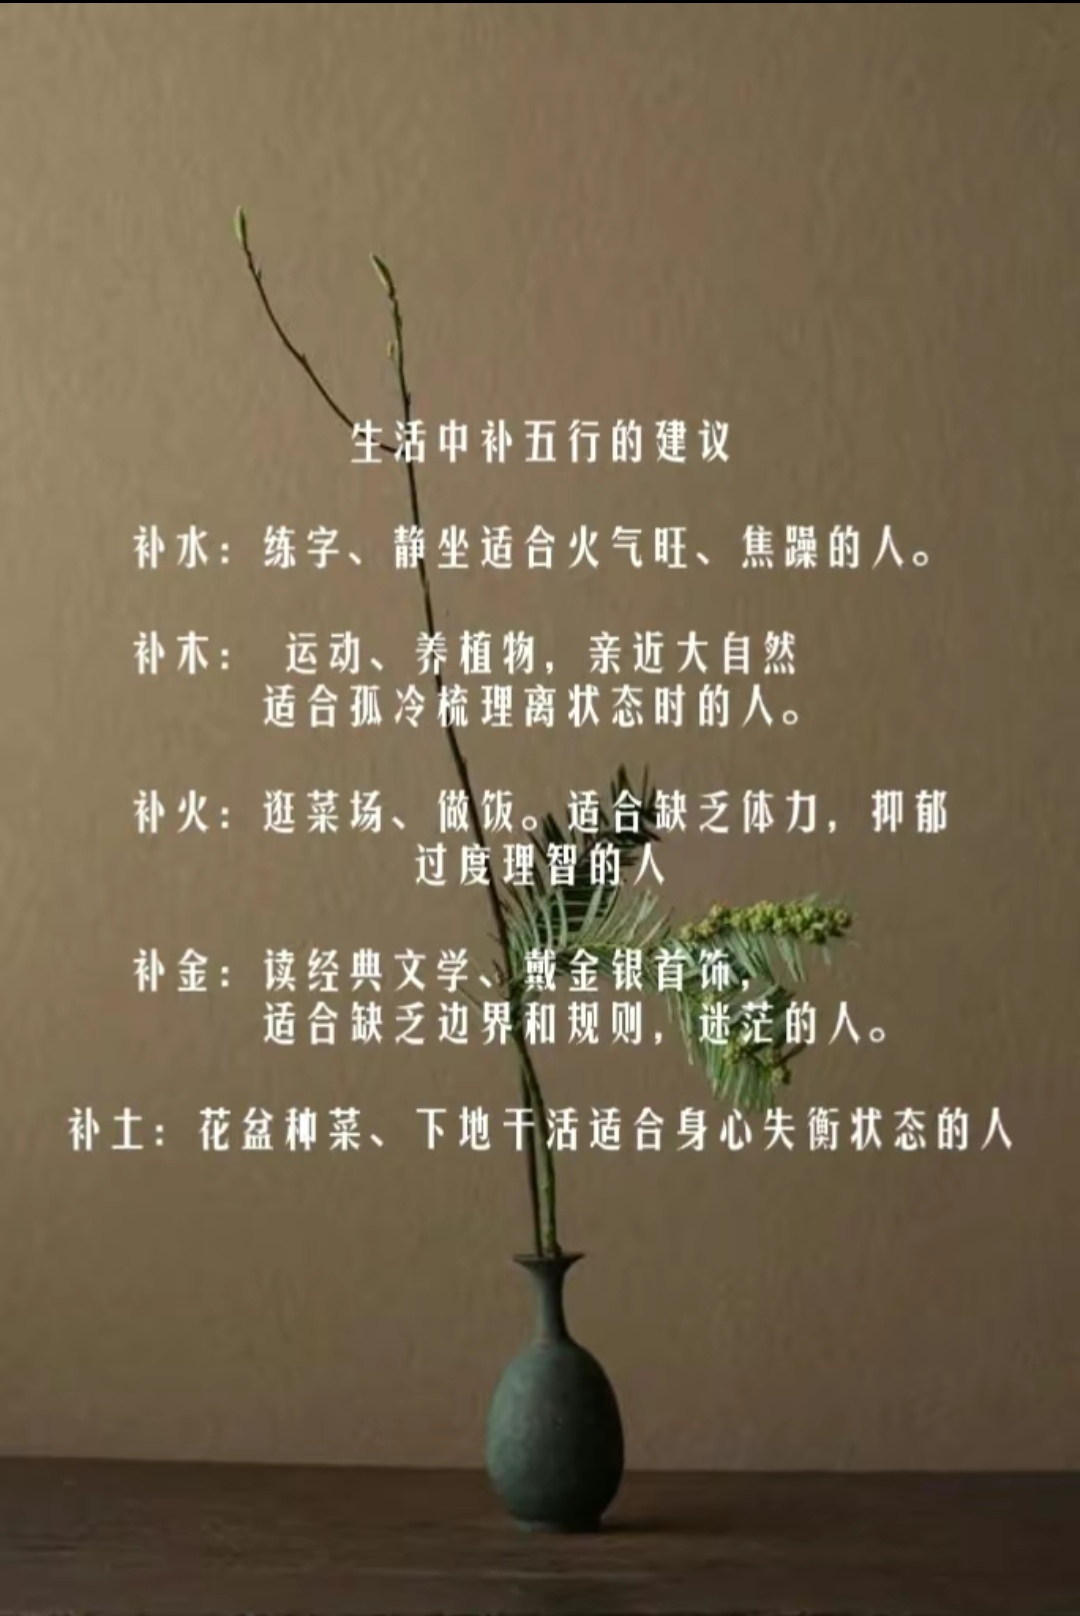 生活中补五行的建议
补水：练字、静坐适合火气旺、焦躁的人。
补木： 运动、养植物，亲近大自然
适合孤冷梳理离状态时的人。
补火：逛菜场、做饭。适合缺乏体力，抑郁
过度理智的人
补金：读经典文学、戴金银首饰，
适合缺乏边界和规则，迷茫的人。
补土：花盆种菜、下地干活适合身心失衡状态的人